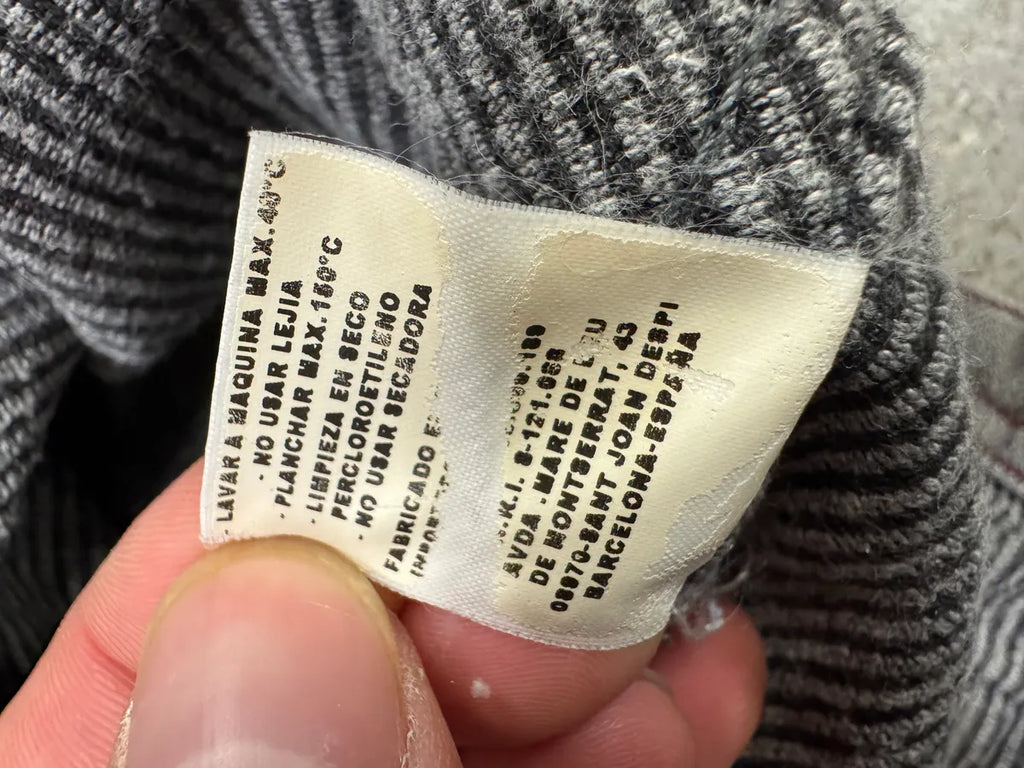 · LAVAR A MAQUINA MAX. 40°C
· NO USAR LEJIA
· PLANCHAR MAX. 150°C
· LIMPIEZA EN SECO
PERCLOROETILENO
· NO USAR SECADORA
FABRICADO
AVDA. MARE DE DEU
DE MONTSERRAT, 43
08970-SANT JOAN DESPI
BARCELONA-ESPAÑA